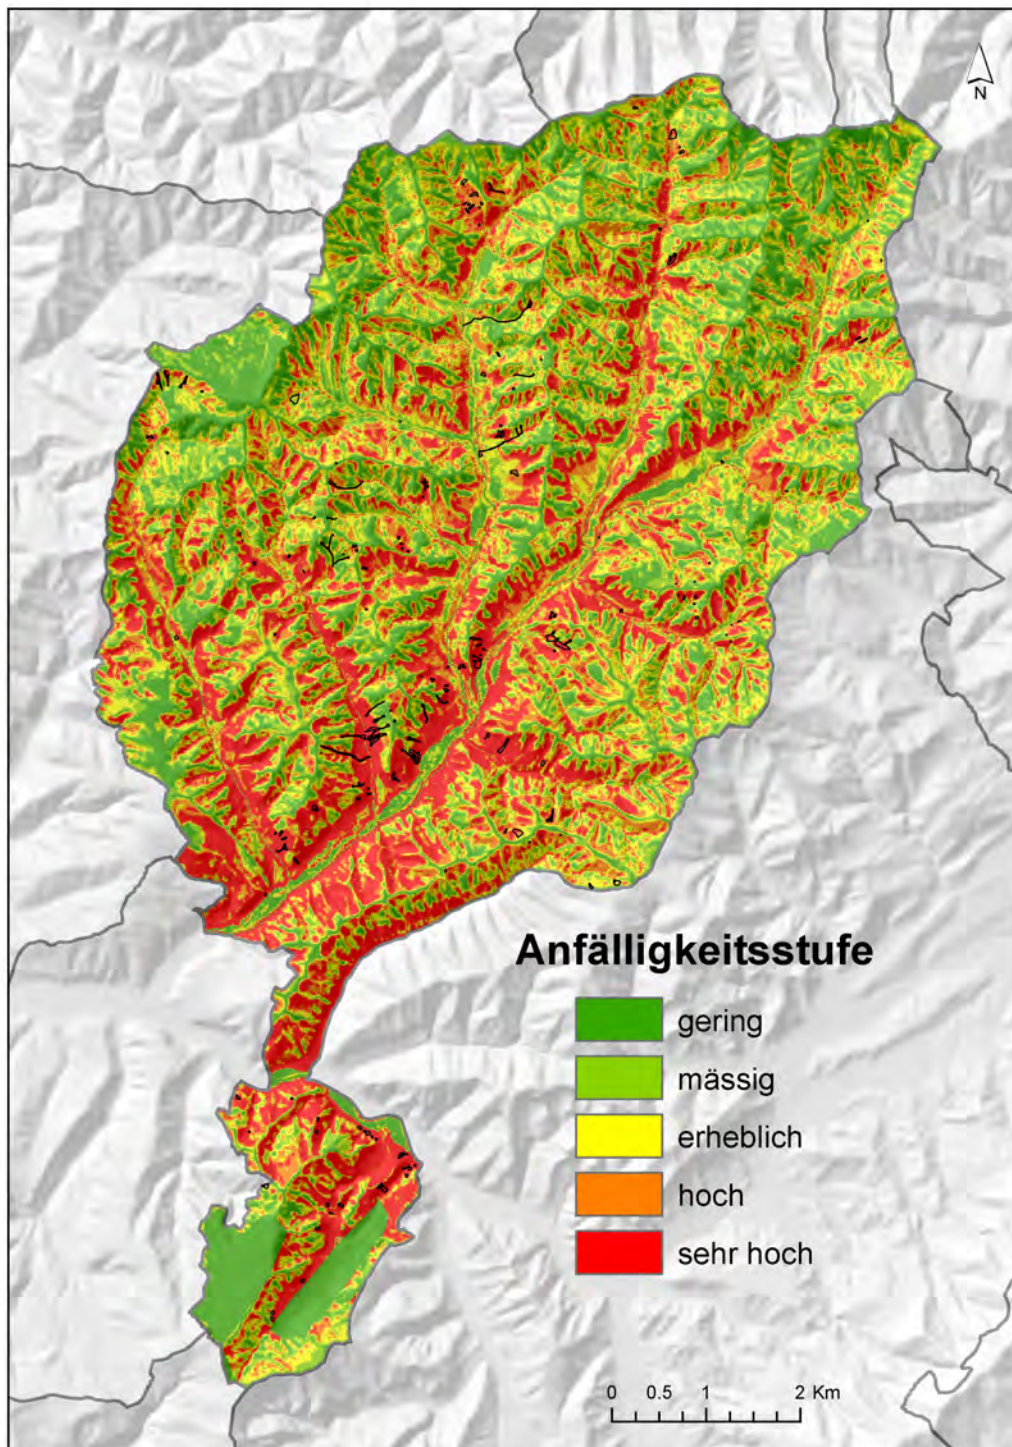 N
Anfälligkeitsstufe
gering
mässig
erheblich
hoch
sehr hoch
0 0.5 1 2 Km